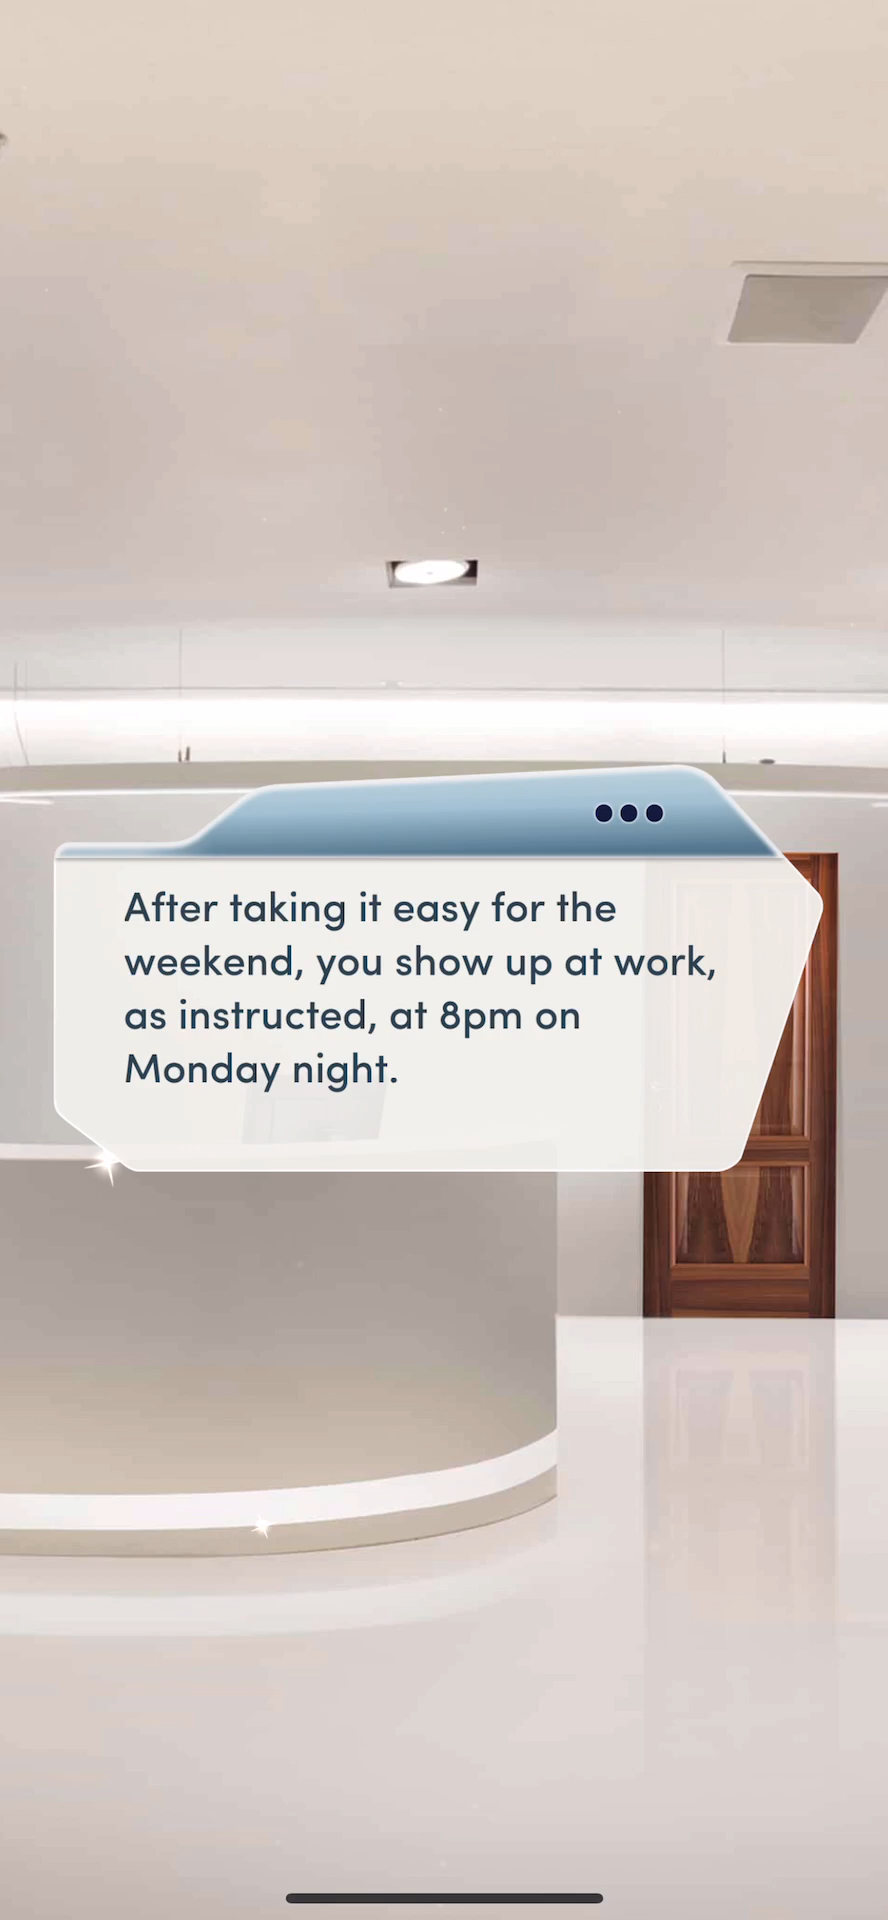 After taking it easy for the
weekend, you show up at work,
as instructed, at 8pm on
Monday night.